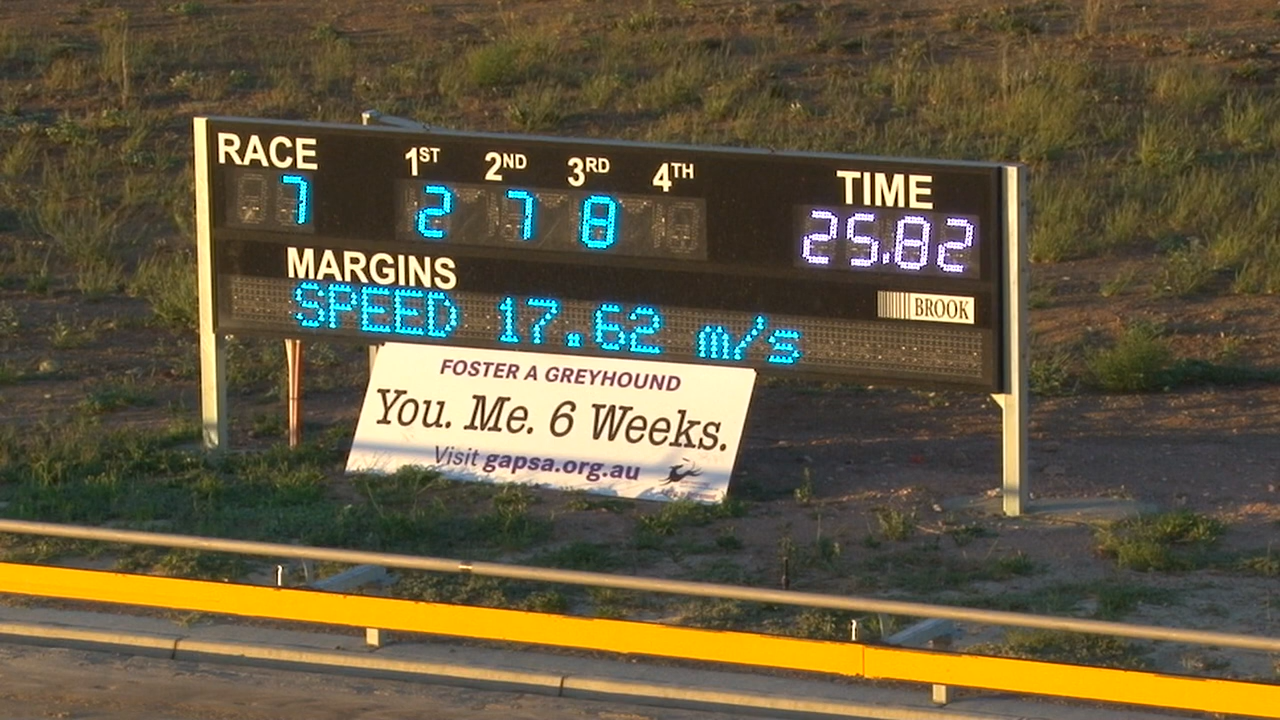 RACE 1ST 2ND 3RD 4TH TIME
7 2 7 8 25.82
MARGINS
BROOK
SPEED 17.62 m/s
FOSTER A GREYHOUND
You. Me. 6 Weeks.
Visit gapsa.org.au